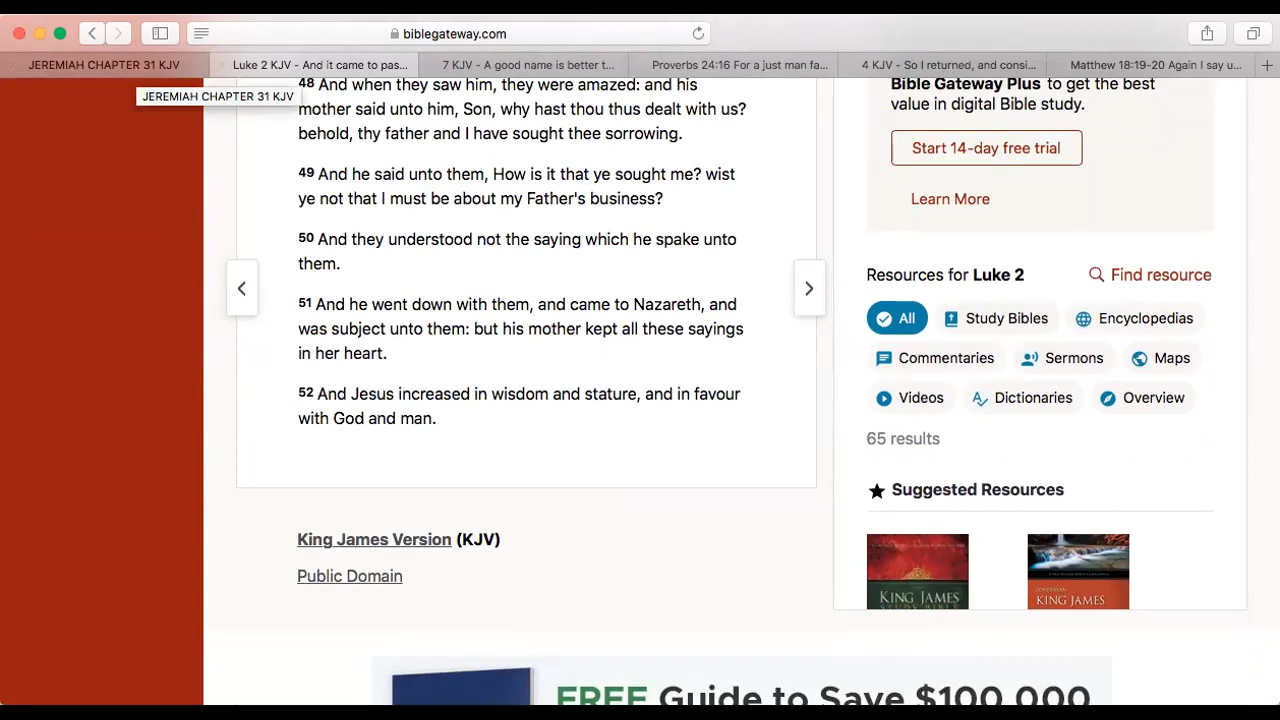 biblegateway.com
JEREMIAH CHAPTER 31 KJV
Luke 2 KJV - And it came to pas...
7 KJV - A good name is better t...
Proverbs 24:16 For a just man fa...
4 KJV - So I returned, and consi...
Matthew 18:19-20 Again I say u...
JEREMIAH CHAPTER 31 KJV
48 And when they saw him, they were amazed: and his
mother said unto him, Son, why hast thou thus dealt with us?
behold, thy father and I have sought thee sorrowing.
49 And he said unto them, How is it that ye sought me? wist
ye not that I must be about my Father's business?
50 And they understood not the saying which he spake unto
them.
51 And he went down with them, and came to Nazareth, and
was subject unto them: but his mother kept all these sayings
in her heart.
52 And Jesus increased in wisdom and stature, and in favour
with God and man.
King James Version (KJV)
Public Domain
Bible Gateway Plus to get the best
value in digital Bible study.
Start 14-day free trial
Learn More
Resources for Luke 2
Find resource
All
Study Bibles
Encyclopedias
Commentaries
Sermons
Maps
Videos
Dictionaries
Overview
65 results
Suggested Resources
KING JAMES
STUDY BIBLE
ZONDERVAN
KING JAMES
FREE Guide to Save $100,000